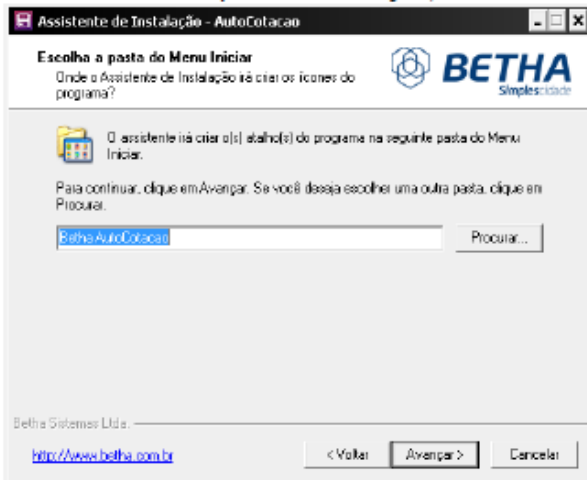 Assistente de Instalação - AutoCotacao
Escolha a pasta do Menu Iniciar
Onde o Assistente de Instalação irá criar os ícones do
programa?
BETHA
Simplescidade
O assistente irá criar o(s) atalho(s) do programa na seguinte pasta do Menu
Iniciar.
Para continuar, clique em Avançar. Se você deseja escolher uma outra pasta, clique em
Procurar.
Betha AutoCotacao
Procurar...
Betha Sistemas Ltda.
http://www.betha.com.br
< Voltar
Avançar >
Cancelar